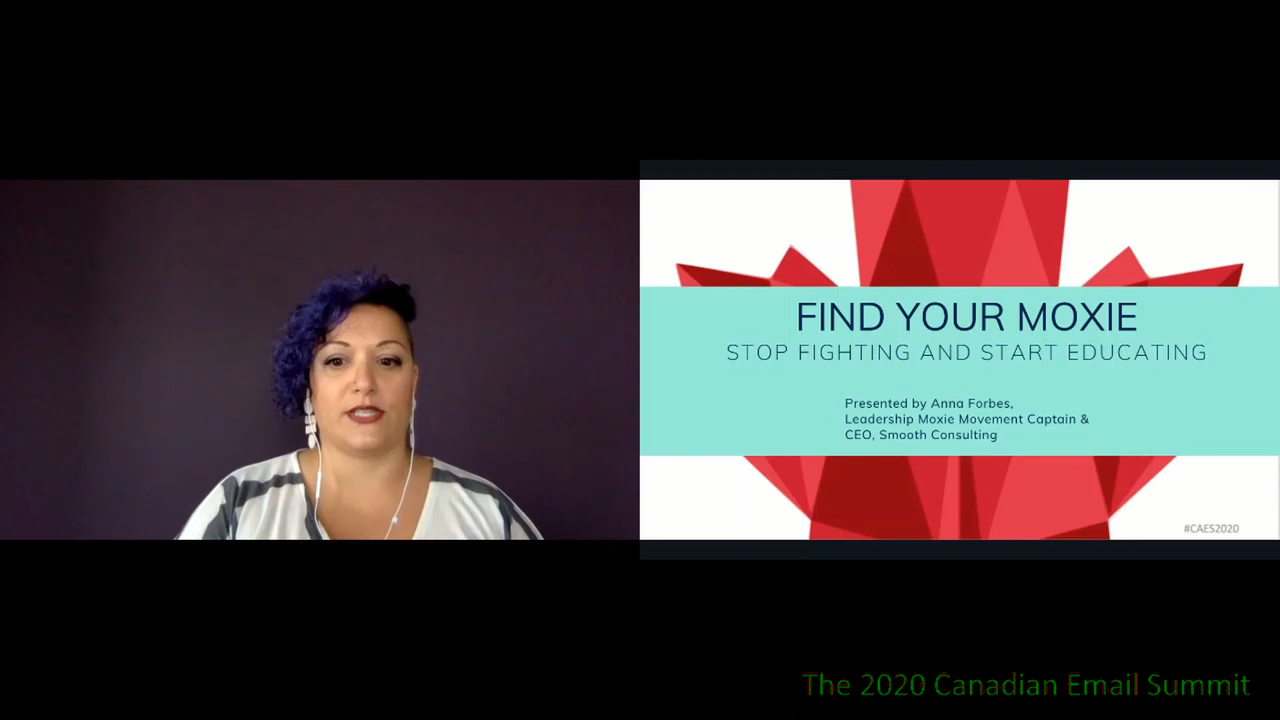 FIND YOUR MOXIE
STOP FIGHTING AND START EDUCATING
Presented by Anna Forbes,
Leadership Moxie Movement Captain &
CEO, Smooth Consulting
#CAES2020
The 2020 Canadian Email Summit